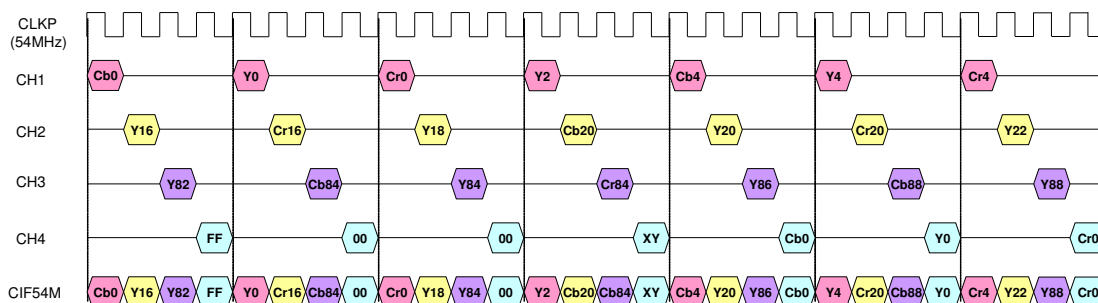 CLKP
(54MHz)
CH1 Cb0 Y0 Cr0 Y2 Cb4 Y4 Cr4
CH2 Y16 Cr16 Y18 Cb20 Y20 Cr20 Y22
CH3 Y82 Cb84 Y84 Cr84 Y86 Cb88 Y88
CH4 FF 00 00 XY Cb0 Y0 Cr0
CIF54M Cb0 Y16 Y82 FF Y0 Cr16 Cb84 00 Cr0 Y18 Y84 00 Y2 Cb20 Cb84 XY Cb4 Y20 Y86 Cb0 Y4 Cr20 Cb88 Y0 Cr4 Y22 Y88 Cr0